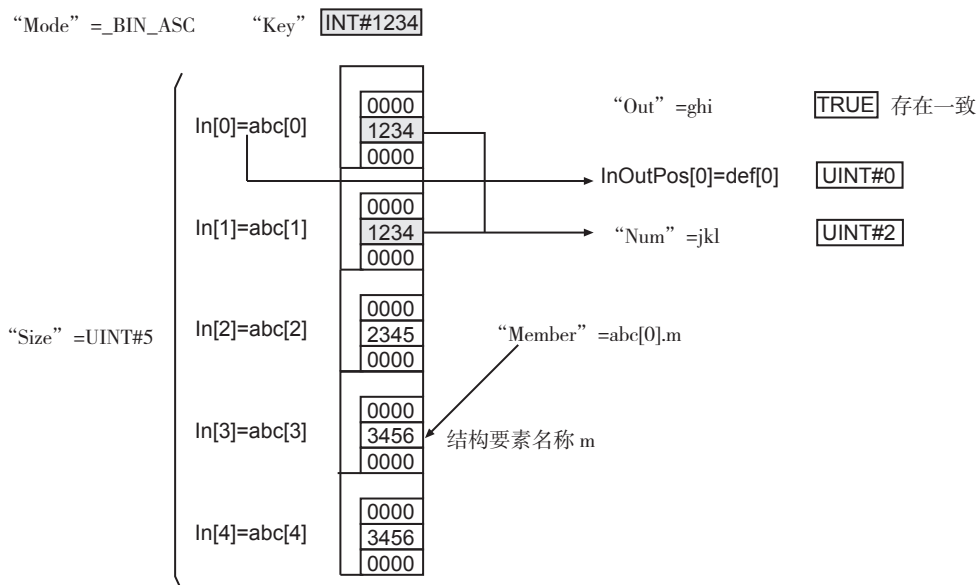 “Mode” =_BIN_ASC “Key” INT#1234
0000
“Out” =ghi TRUE 存在一致
In[0]=abc[0] 1234
0000
InOutPos[0]=def[0] UINT#0
0000
In[1]=abc[1] 1234 “Num” =jkl UINT#2
0000
0000
“Size” =UINT#5 In[2]=abc[2] 2345 “Member” =abc[0].m
0000
0000
In[3]=abc[3] 3456 结构要素名称 m
0000
0000
In[4]=abc[4] 3456
0000